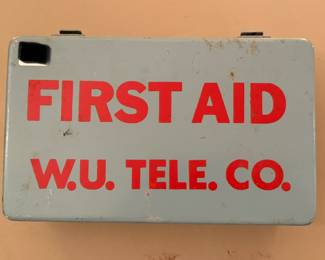 FIRST AID
W.U. TELE. CO.